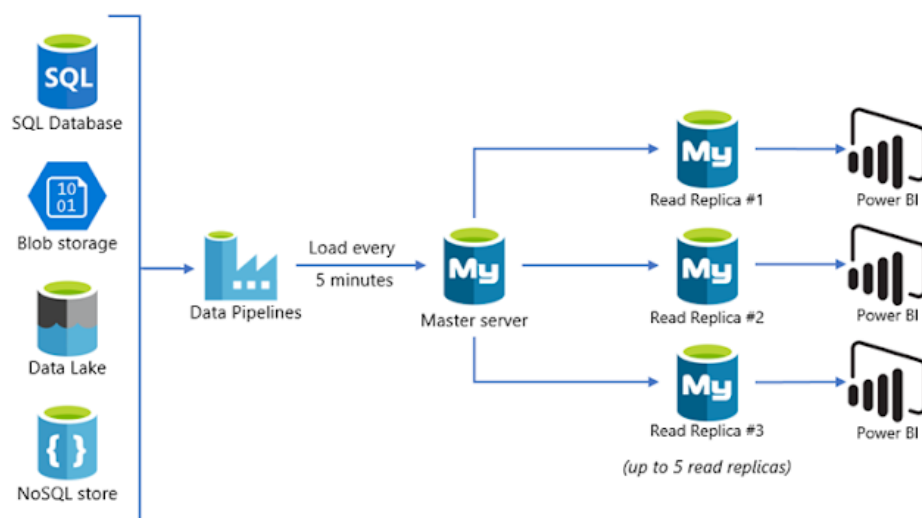 SQL
SQL Database
10
01
Blob storage
Data Lake
{ }
NoSQL store
Data Pipelines
Load every
5 minutes
My
Master server
My
Read Replica #1
Power BI
My
Read Replica #2
Power BI
My
Read Replica #3
Power BI
(up to 5 read replicas)